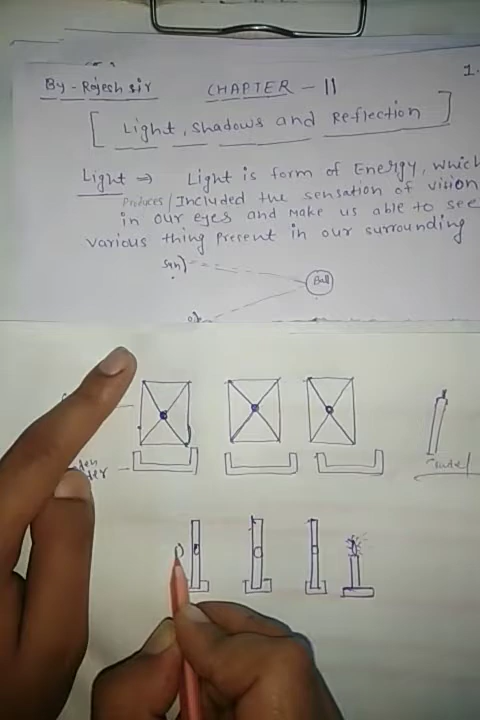 By - Rajesh sir
CHAPTER - 11
1.
[ Light, shadows and Reflection ]
Light ⇒ Light is form of Energy, which
Produces / Included the sensation of vision
in our eyes and make us able to see
various thing present in our surrounding
sun
Ball